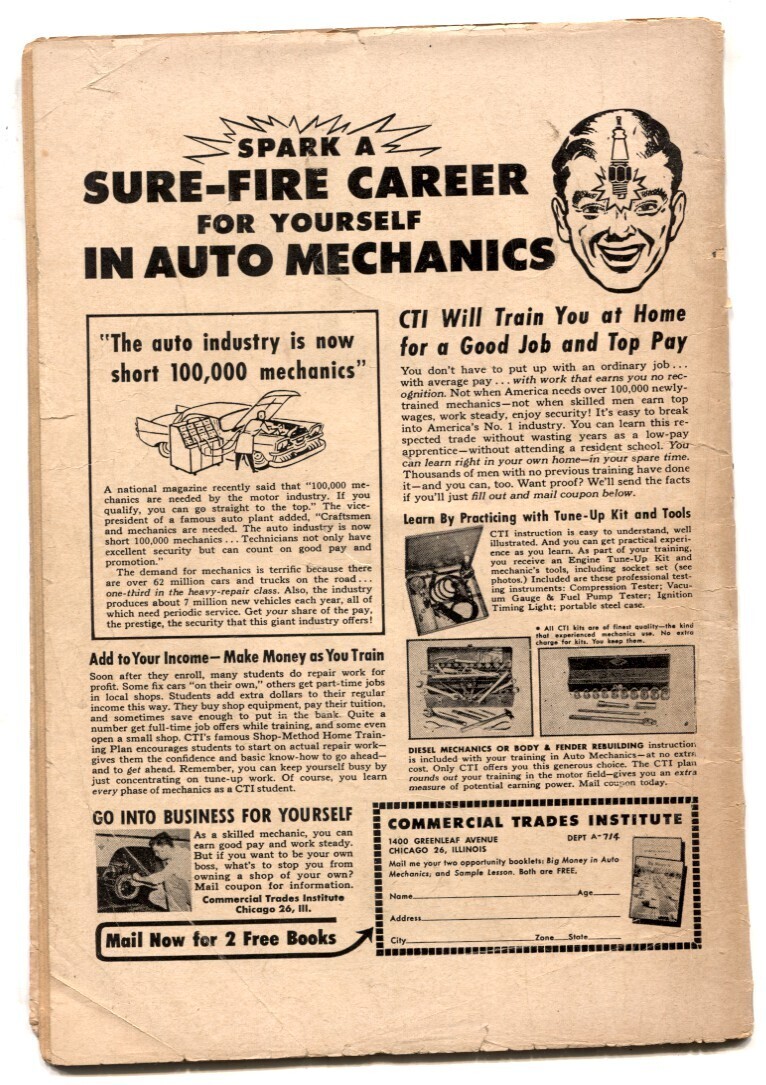 SPARK A
SURE-FIRE CAREER
FOR YOURSELF
IN AUTO MECHANICS
"The auto industry is now
short 100,000 mechanics"
A national magazine recently said that "100,000 me-
chanics are needed by the motor industry. If you
qualify, you can go straight to the top." The vice-
president of a famous auto plant added, "Craftsmen
and mechanics are needed. The auto industry is now
short 100,000 mechanics . . . Technicians not only have
excellent security but can count on good pay and
promotion."
The demand for mechanics is terrific because there
are over 62 million cars and trucks on the road . . .
one-third in the heavy-repair class. Also, the industry
produces about 7 million new vehicles each year, all of
which need periodic service. Get your share of the pay,
the prestige, the security that this giant industry offers!
Add to Your Income—Make Money as You Train
Soon after they enroll, many students do repair work for
profit. Some fix cars "on their own," others get part-time jobs
in local shops. Students add extra dollars to their regular
income this way. They buy shop equipment, pay their tuition,
and sometimes save enough to put in the bank. Quite a
number get full-time job offers while training, and some even
open a small shop. CTI's famous Shop-Method Home Train-
ing Plan encourages students to start on actual repair work—
gives them the confidence and basic know-how to go ahead—
and to get ahead. Remember, you can keep yourself busy by
just concentrating on tune-up work. Of course, you learn
every phase of mechanics as a CTI student.
GO INTO BUSINESS FOR YOURSELF
As a skilled mechanic, you can
earn good pay and work steady.
But if you want to be your own
boss, what's to stop you from
owning a shop of your own?
Mail coupon for information.
Commercial Trades Institute
Chicago 26, Ill.
Mail Now for 2 Free Books
CTI Will Train You at Home
for a Good Job and Top Pay
You don't have to put up with an ordinary job . . .
with average pay . . . with work that earns you no rec-
ognition. Not when America needs over 100,000 newly-
trained mechanics—not when skilled men earn top
wages, work steady, enjoy security! It's easy to break
into America's No. 1 industry. You can learn this re-
spected trade without wasting years as a low-pay
apprentice—without attending a resident school. You
can learn right in your own home—in your spare time.
Thousands of men with no previous training have done
it—and you can, too. Want proof? We'll send the facts
if you'll just fill out and mail coupon below.
Learn By Practicing with Tune-Up Kit and Tools
CTI instruction is easy to understand, well
illustrated. And you can get practical experi-
ence as you learn. As part of your training,
you receive an Engine Tune-Up Kit and
mechanic's tools, including socket set (see
photos.) Included are these professional test-
ing instruments: Compression Tester; Vacu-
um Gauge & Fuel Pump Tester; Ignition
Timing Light; portable steel case.
• All CTI kits are of finest quality—the kind
that experienced mechanics use. No extra
charge for kits. You keep them.
DIESEL MECHANICS OR BODY & FENDER REBUILDING instruction
is included with your training in Auto Mechanics—at no extra
cost. Only CTI offers you this generous choice. The CTI plan
rounds out your training in the motor field—gives you an extra
measure of potential earning power. Mail coupon today.
COMMERCIAL TRADES INSTITUTE
1400 GREENLEAF AVENUE DEPT A-714
CHICAGO 26, ILLINOIS
Mail me your two opportunity booklets: Big Money in Auto
Mechanics; and Sample Lesson. Both are FREE.
Name Age
Address
City Zone State